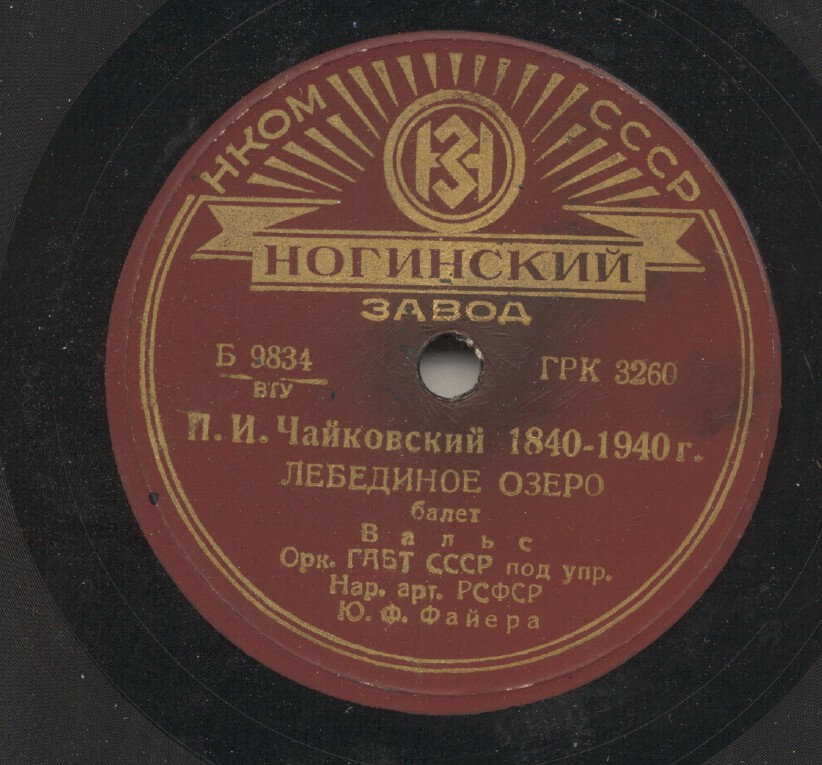 НКОМ СССР
НЗН
НОГИНСКИЙ
ЗАВОД
Б 9834 ГРК 3260
ВТУ
П. И. Чайковский 1840-1940 г.
ЛЕБЕДИНОЕ ОЗЕРО
балет
Вальс
Орк. ГАБТ СССР под упр.
Нар. арт. РСФСР
Ю. Ф. Файера